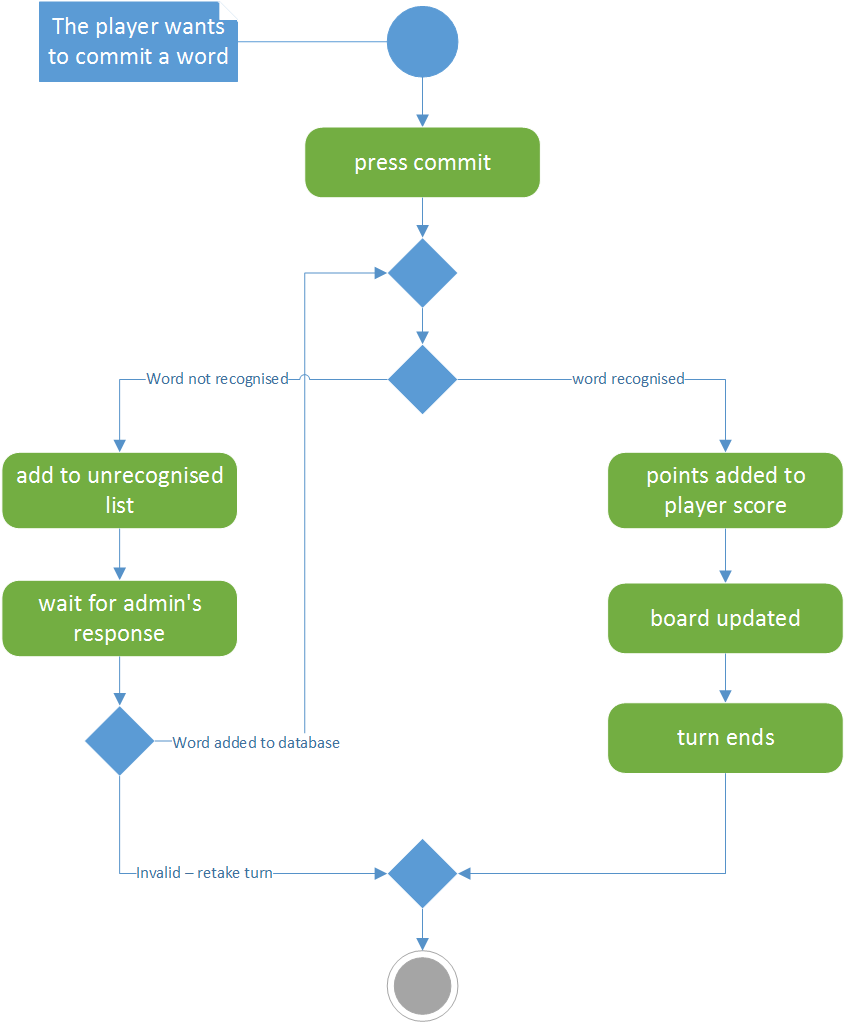 The player wants
to commit a word
press commit
Word not recognised
word recognised
add to unrecognised
list
points added to
player score
wait for admin's
response
board updated
Word added to database
turn ends
Invalid – retake turn